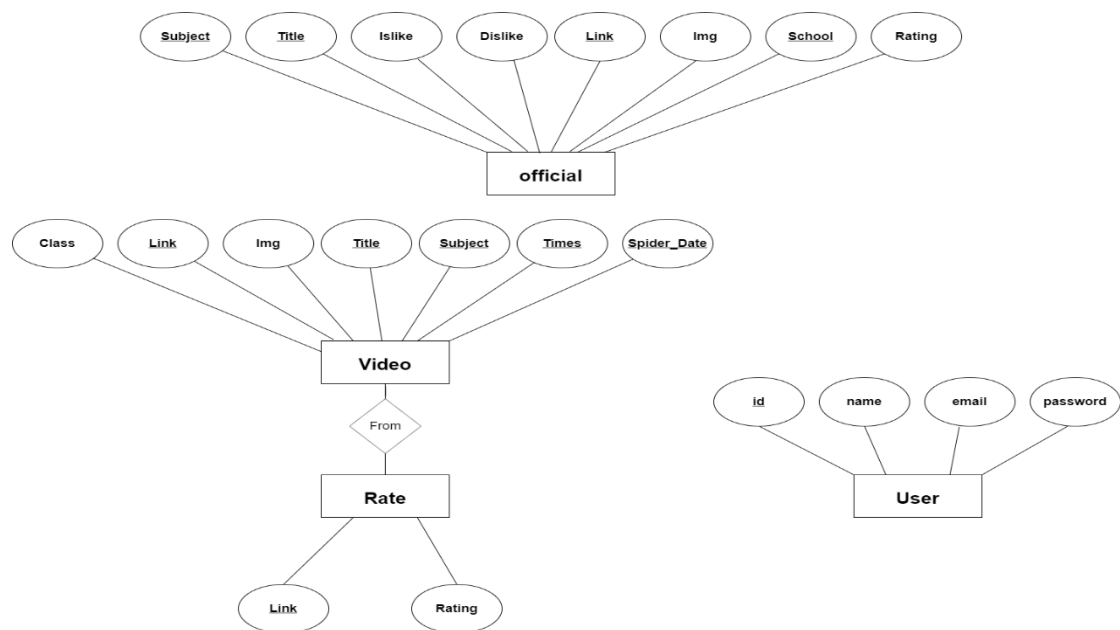 Subject Title Islike Dislike Link Img School Rating
official
Class Link Img Title Subject Times Spider_Date
Video
From
id name email password
Rate
User
Link Rating